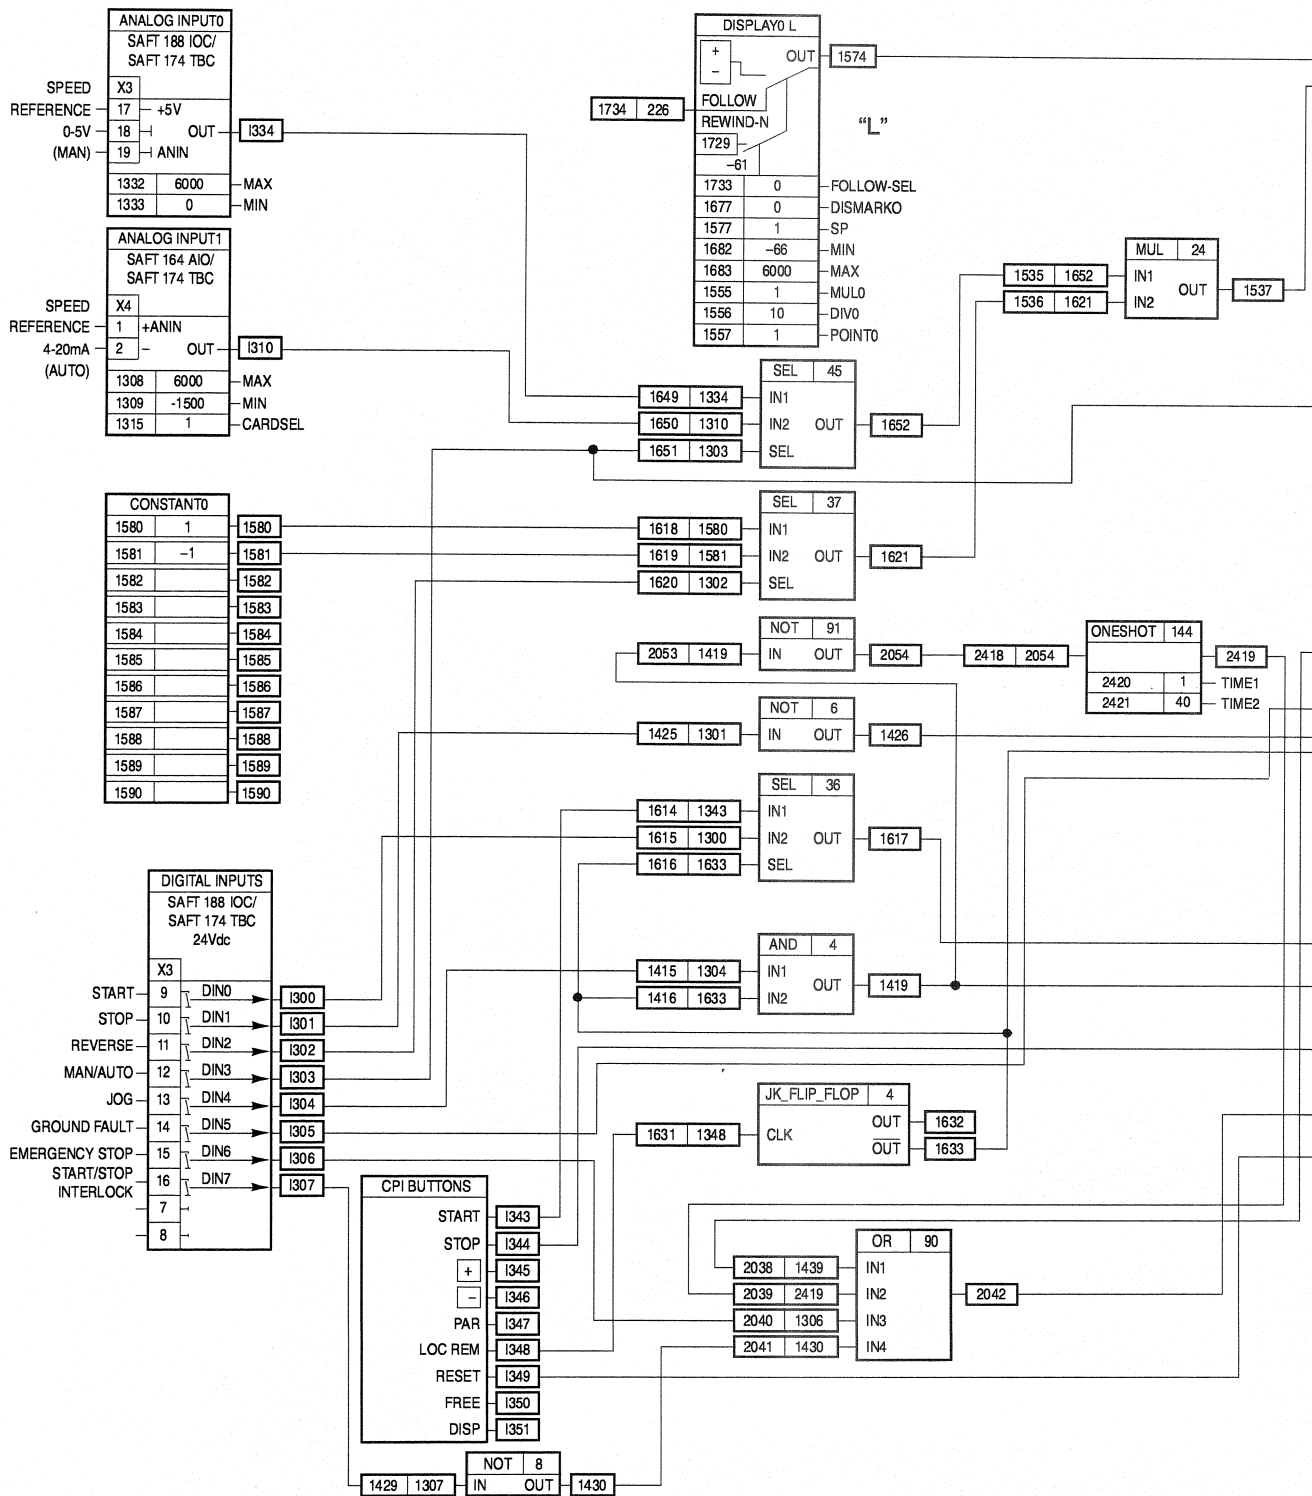 ANALOG INPUT0
SAFT 188 IOC/
SAFT 174 TBC
X3
SPEED
REFERENCE
0-5V
(MAN)
17 +5V
18 OUT I334
19 ANIN
1332 6000 MAX
1333 0 MIN
ANALOG INPUT1
SAFT 164 AIO/
SAFT 174 TBC
X4
SPEED
REFERENCE
4-20mA
(AUTO)
1 +ANIN
2 – OUT I310
1308 6000 MAX
1309 -1500 MIN
1315 1 CARDSEL
CONSTANT0
1580 1 1580
1581 –1 1581
1582 1582
1583 1583
1584 1584
1585 1585
1586 1586
1587 1587
1588 1588
1589 1589
1590 1590
DIGITAL INPUTS
SAFT 188 IOC/
SAFT 174 TBC
24Vdc
X3
START 9 DIN0 I300
STOP 10 DIN1 I301
REVERSE 11 DIN2 I302
MAN/AUTO 12 DIN3 I303
JOG 13 DIN4 I304
GROUND FAULT 14 DIN5 I305
EMERGENCY STOP 15 DIN6 I306
START/STOP
INTERLOCK 16 DIN7 I307
7
8
CPI BUTTONS
START I343
STOP I344
+ I345
– I346
PAR I347
LOC REM I348
RESET I349
FREE I350
DISP I351
1429 1307
NOT 8
IN OUT 1430
DISPLAY0 L
+
–
OUT 1574
1734 226
FOLLOW
REWIND-N
1729
–61
"L"
1733 0 FOLLOW-SEL
1677 0 DISMARKO
1577 1 SP
1682 –66 MIN
1683 6000 MAX
1555 1 MUL0
1556 10 DIV0
1557 1 POINT0
MUL 24
1535 1652 IN1
1536 1621 IN2
OUT 1537
SEL 45
1649 1334 IN1
1650 1310 IN2 OUT 1652
1651 1303 SEL
SEL 37
1618 1580 IN1
1619 1581 IN2 OUT 1621
1620 1302 SEL
NOT 91
2053 1419 IN OUT 2054
2418 2054
ONESHOT 144
2419
2420 1 TIME1
2421 40 TIME2
NOT 6
1425 1301 IN OUT 1426
SEL 36
1614 1343 IN1
1615 1300 IN2 OUT 1617
1616 1633 SEL
AND 4
1415 1304 IN1
1416 1633 IN2
OUT 1419
JK_FLIP_FLOP 4
1631 1348 CLK
OUT 1632
OUT 1633
OR 90
2038 1439 IN1
2039 2419 IN2 2042
2040 1306 IN3
2041 1430 IN4